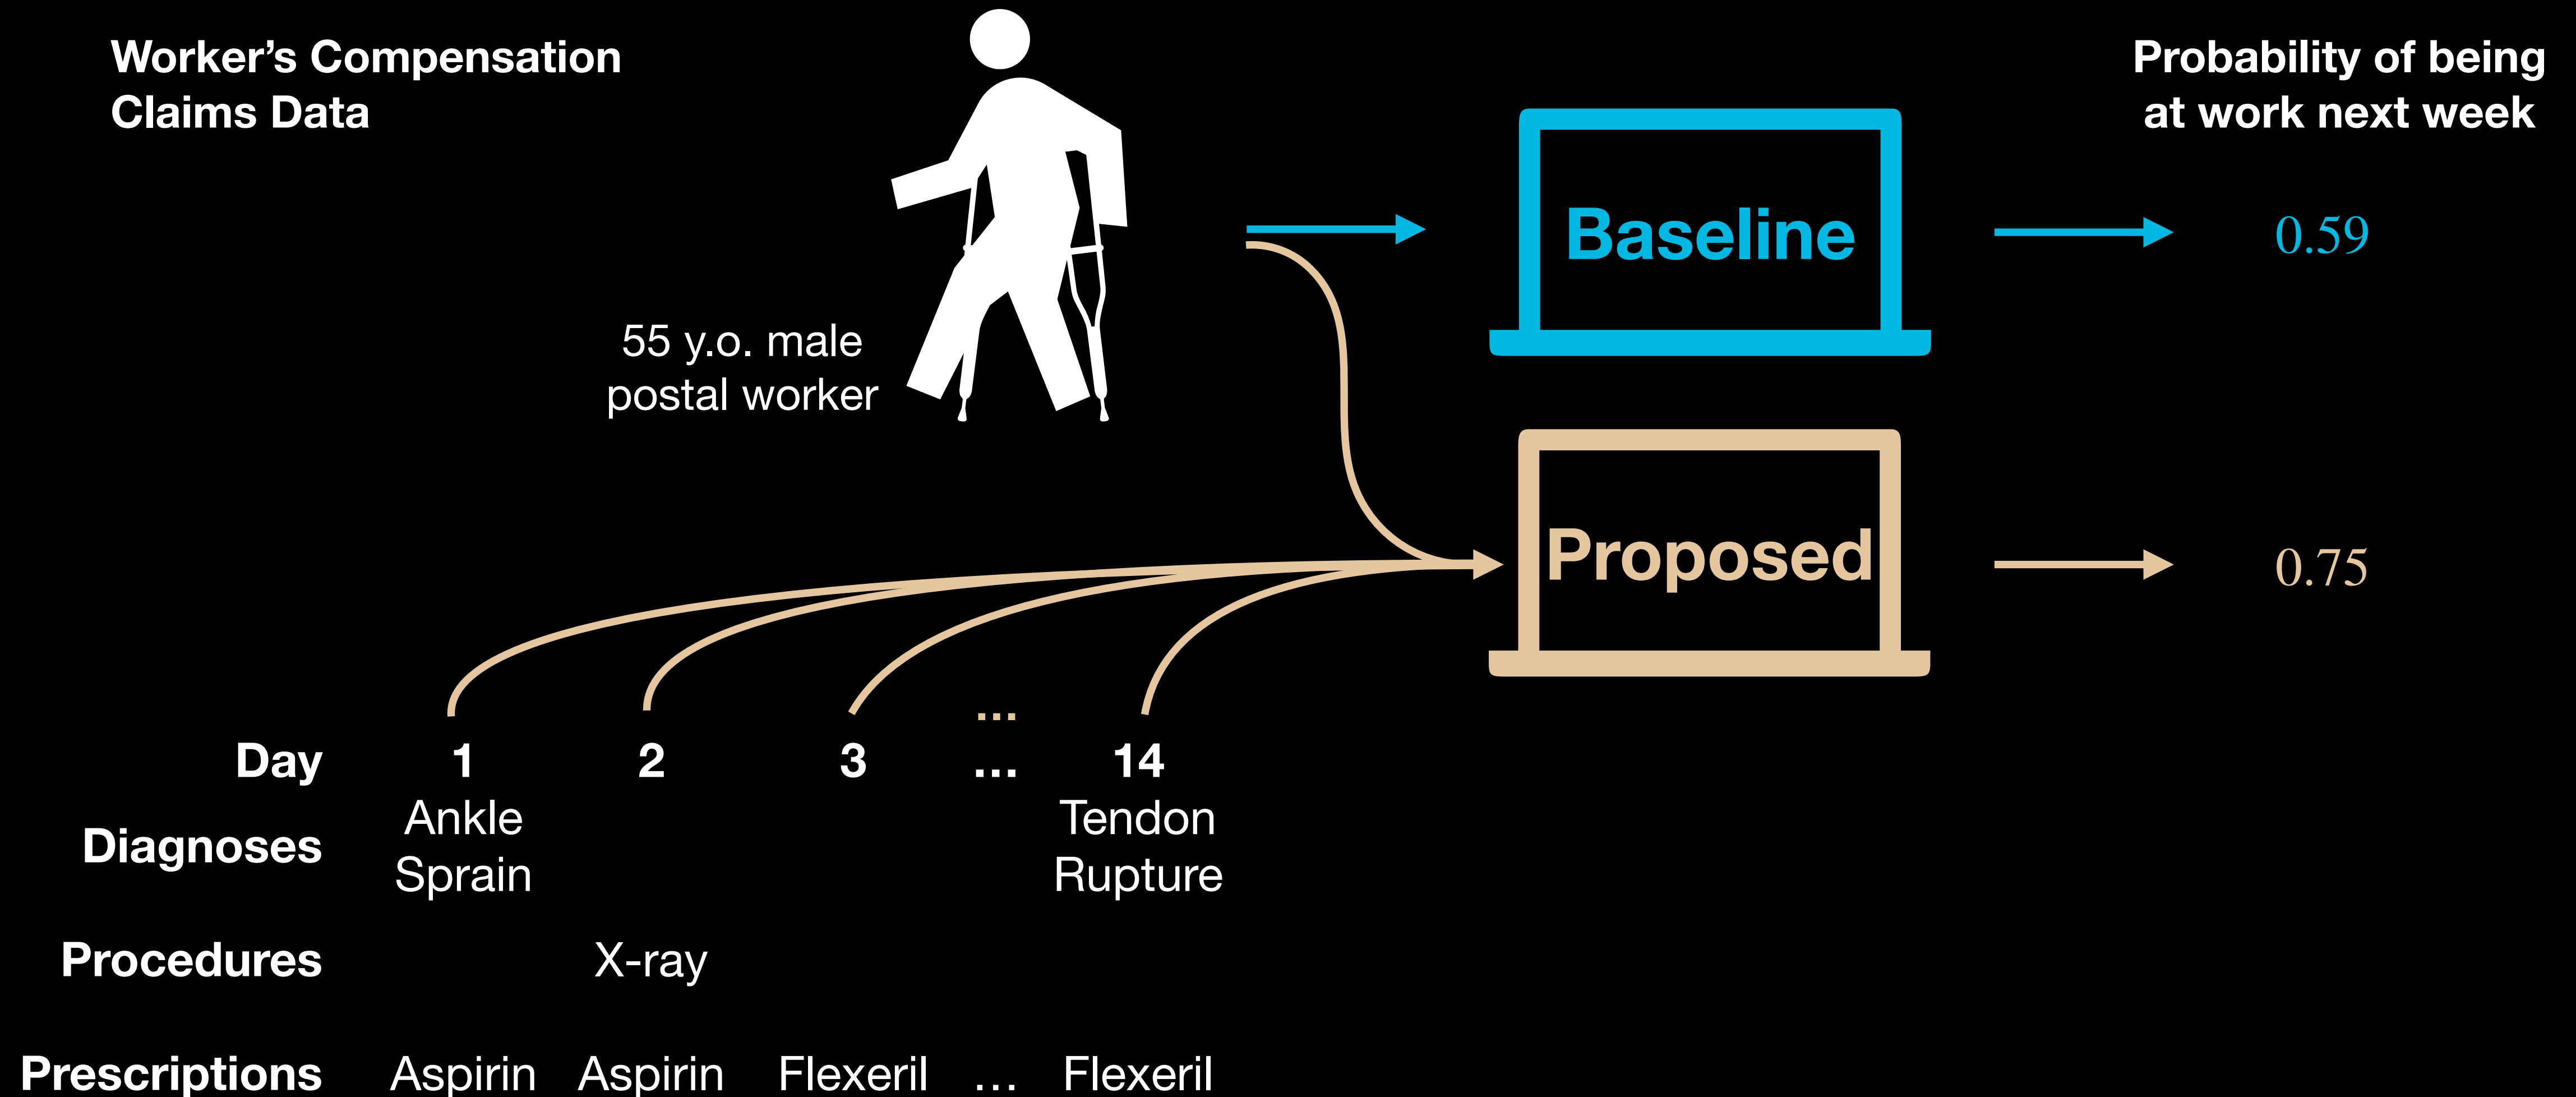 Worker’s Compensation
Claims Data
Probability of being
at work next week
Baseline
0.59
55 y.o. male
postal worker
Proposed
0.75
...
Day 1 2 3 ... 14
Diagnoses Ankle Sprain Tendon Rupture
Procedures X-ray
Prescriptions Aspirin Aspirin Flexeril ... Flexeril